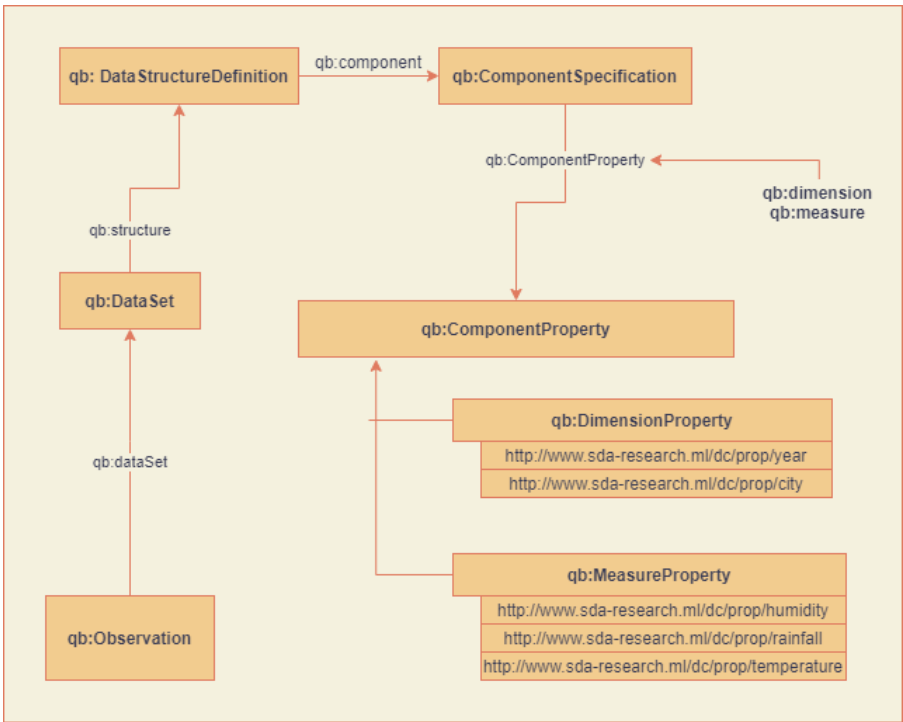 qb: DataStructureDefinition
qb:component
qb:ComponentSpecification
qb:ComponentProperty
qb:dimension
qb:measure
qb:structure
qb:DataSet
qb:ComponentProperty
qb:DimensionProperty
http://www.sda-research.ml/dc/prop/year
http://www.sda-research.ml/dc/prop/city
qb:dataSet
qb:MeasureProperty
http://www.sda-research.ml/dc/prop/humidity
http://www.sda-research.ml/dc/prop/rainfall
http://www.sda-research.ml/dc/prop/temperature
qb:Observation